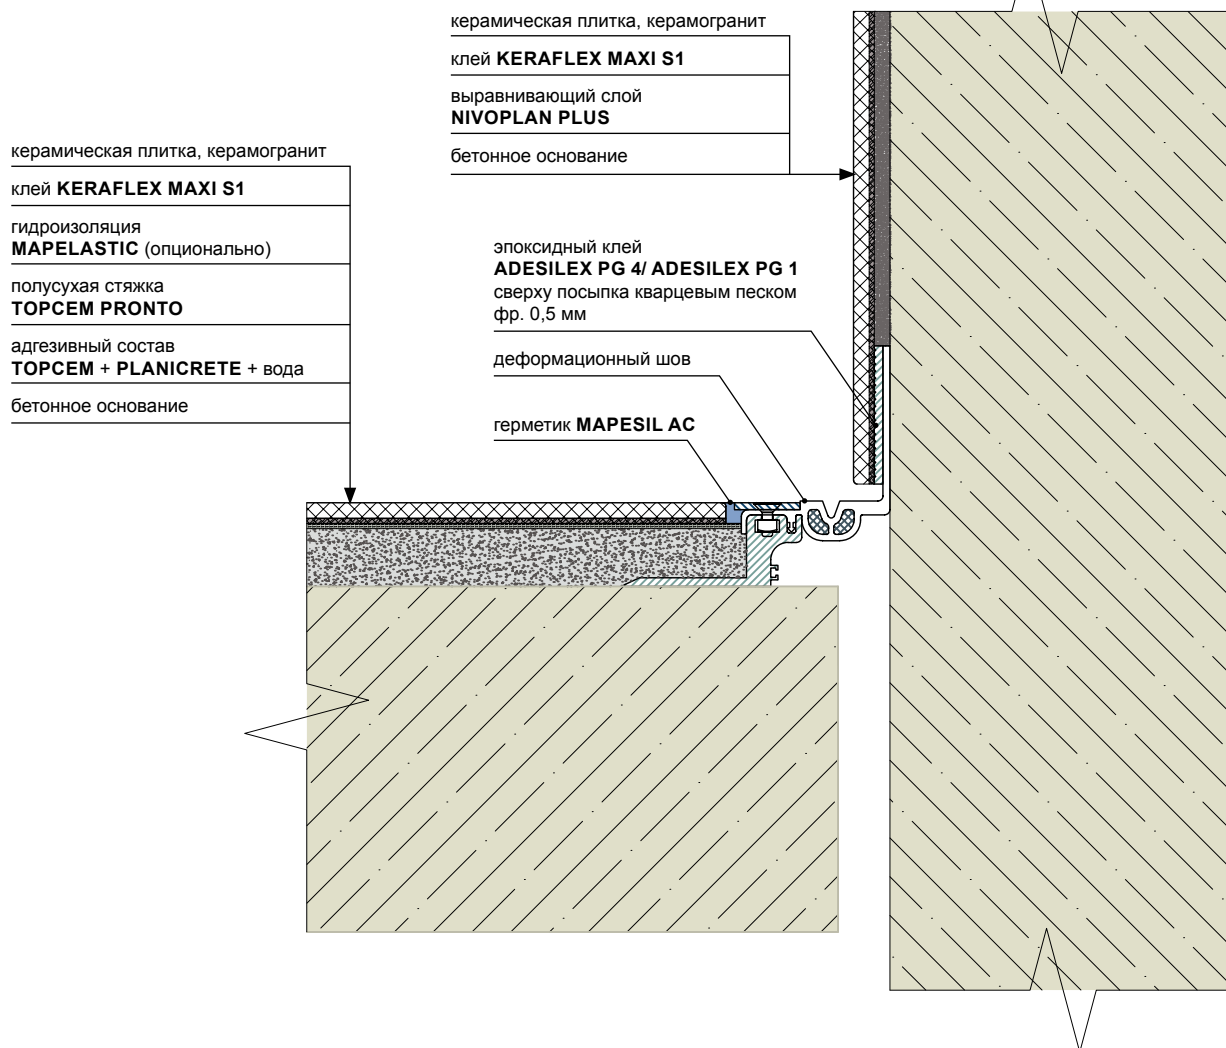 керамическая плитка, керамогранит
клей KERAFLEX MAXI S1
выравнивающий слой
NIVOPLAN PLUS
бетонное основание
керамическая плитка, керамогранит
клей KERAFLEX MAXI S1
гидроизоляция
MAPELASTIC (опционально)
полусухая стяжка
TOPCEM PRONTO
адгезивный состав
TOPCEM + PLANICRETE + вода
бетонное основание
эпоксидный клей
ADESILEX PG 4/ ADESILEX PG 1
сверху посыпка кварцевым песком
фр. 0,5 мм
деформационный шов
герметик MAPESIL AC